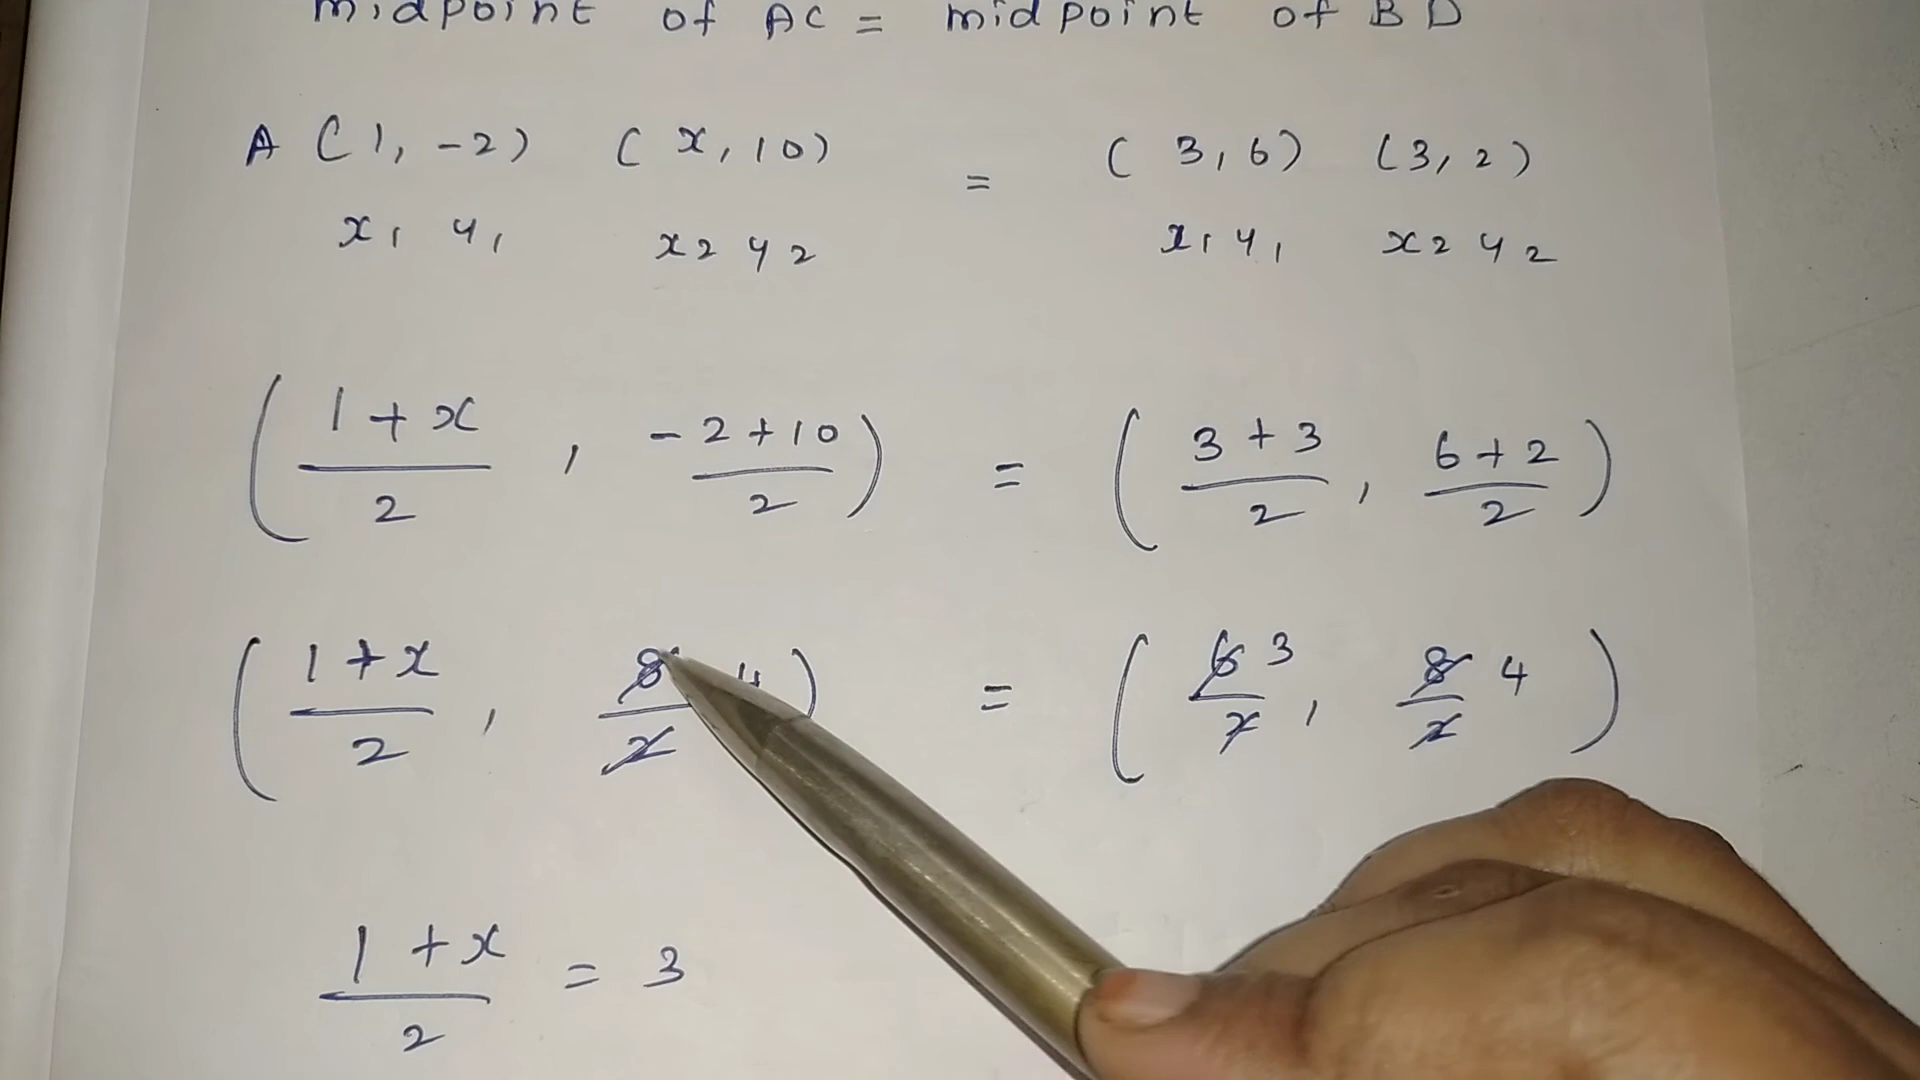 midpoint of AC = midpoint of BD
A (1, -2) (x, 10) = (3, 6) (3, 2)
x1 y1 x2 y2 x1 y1 x2 y2
( 1 + x / 2 , -2 + 10 / 2 ) = ( 3 + 3 / 2 , 6 + 2 / 2 )
( 1 + x / 2 , 8 / 2 4 ) = ( 6 / 2 3 , 8 / 2 4 )
1 + x / 2 = 3